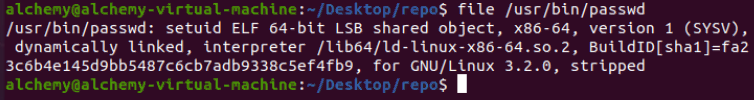 alchemy@alchemy-virtual-machine:~/Desktop/repo$ file /usr/bin/passwd
/usr/bin/passwd: setuid ELF 64-bit LSB shared object, x86-64, version 1 (SYSV),
 dynamically linked, interpreter /lib64/ld-linux-x86-64.so.2, BuildID[sha1]=fa2
3c6b4e145d9bb5487c6cb7adb9338c5ef4fb9, for GNU/Linux 3.2.0, stripped
alchemy@alchemy-virtual-machine:~/Desktop/repo$